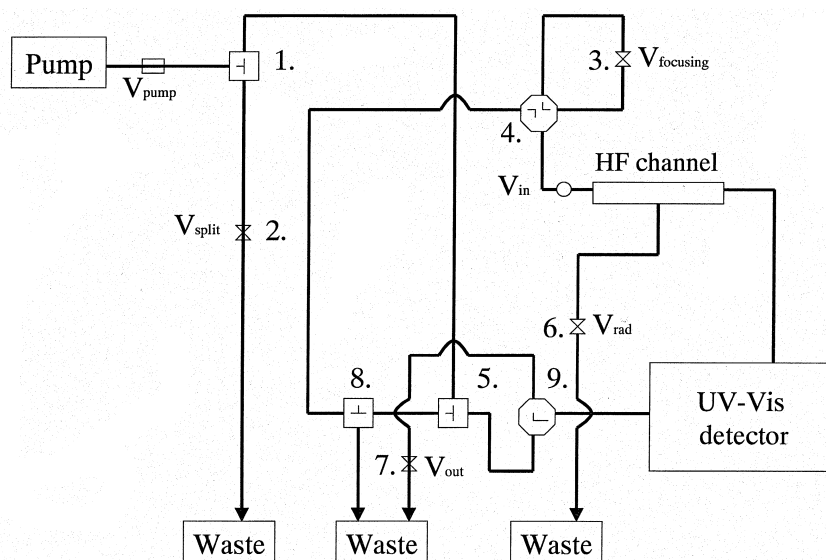 Pump
V pump
1.
3.
V focusing
4.
HF channel
V in
V split
2.
6.
V rad
8.
5.
9.
UV-Vis
detector
7.
V out
Waste
Waste
Waste